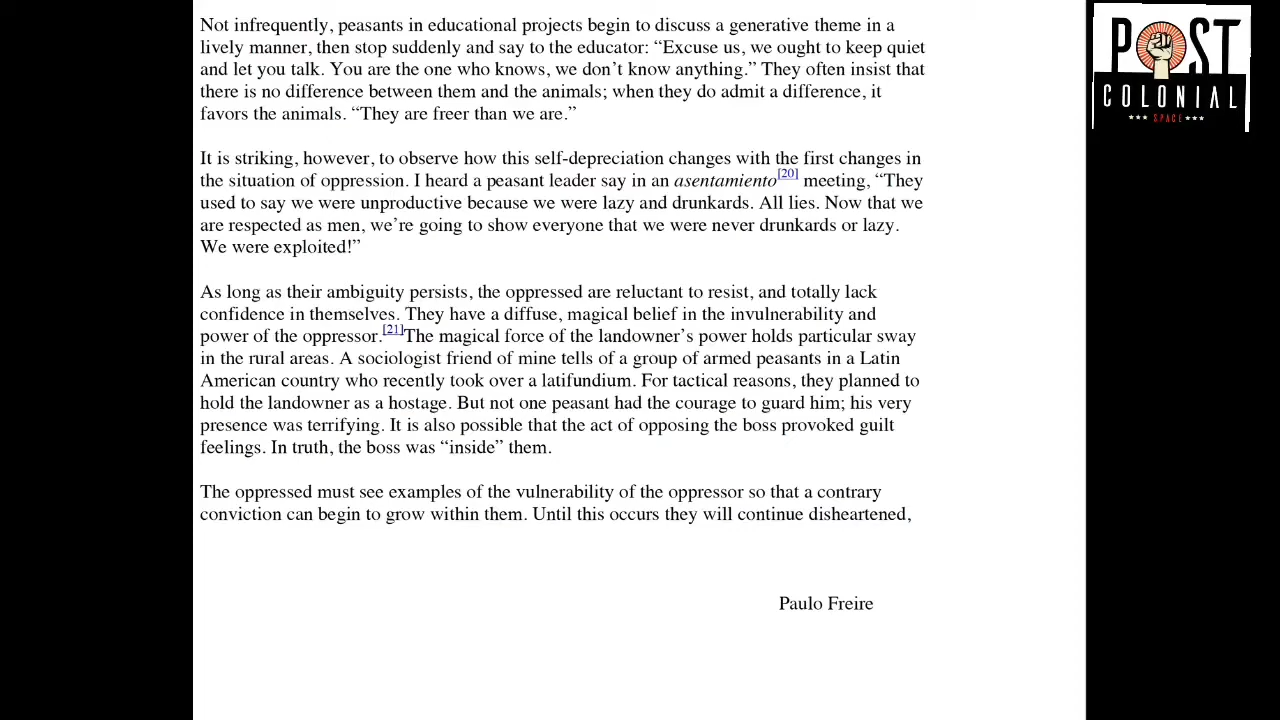 Not infrequently, peasants in educational projects begin to discuss a generative theme in a
lively manner, then stop suddenly and say to the educator: “Excuse us, we ought to keep quiet
and let you talk. You are the one who knows, we don’t know anything.” They often insist that
there is no difference between them and the animals; when they do admit a difference, it
favors the animals. “They are freer than we are.”
It is striking, however, to observe how this self-depreciation changes with the first changes in
the situation of oppression. I heard a peasant leader say in an asentamiento[20] meeting, “They
used to say we were unproductive because we were lazy and drunkards. All lies. Now that we
are respected as men, we’re going to show everyone that we were never drunkards or lazy.
We were exploited!”
As long as their ambiguity persists, the oppressed are reluctant to resist, and totally lack
confidence in themselves. They have a diffuse, magical belief in the invulnerability and
power of the oppressor.[21]The magical force of the landowner’s power holds particular sway
in the rural areas. A sociologist friend of mine tells of a group of armed peasants in a Latin
American country who recently took over a latifundium. For tactical reasons, they planned to
hold the landowner as a hostage. But not one peasant had the courage to guard him; his very
presence was terrifying. It is also possible that the act of opposing the boss provoked guilt
feelings. In truth, the boss was “inside” them.
The oppressed must see examples of the vulnerability of the oppressor so that a contrary
conviction can begin to grow within them. Until this occurs they will continue disheartened,
Paulo Freire
POST
COLONIAL
SPACE